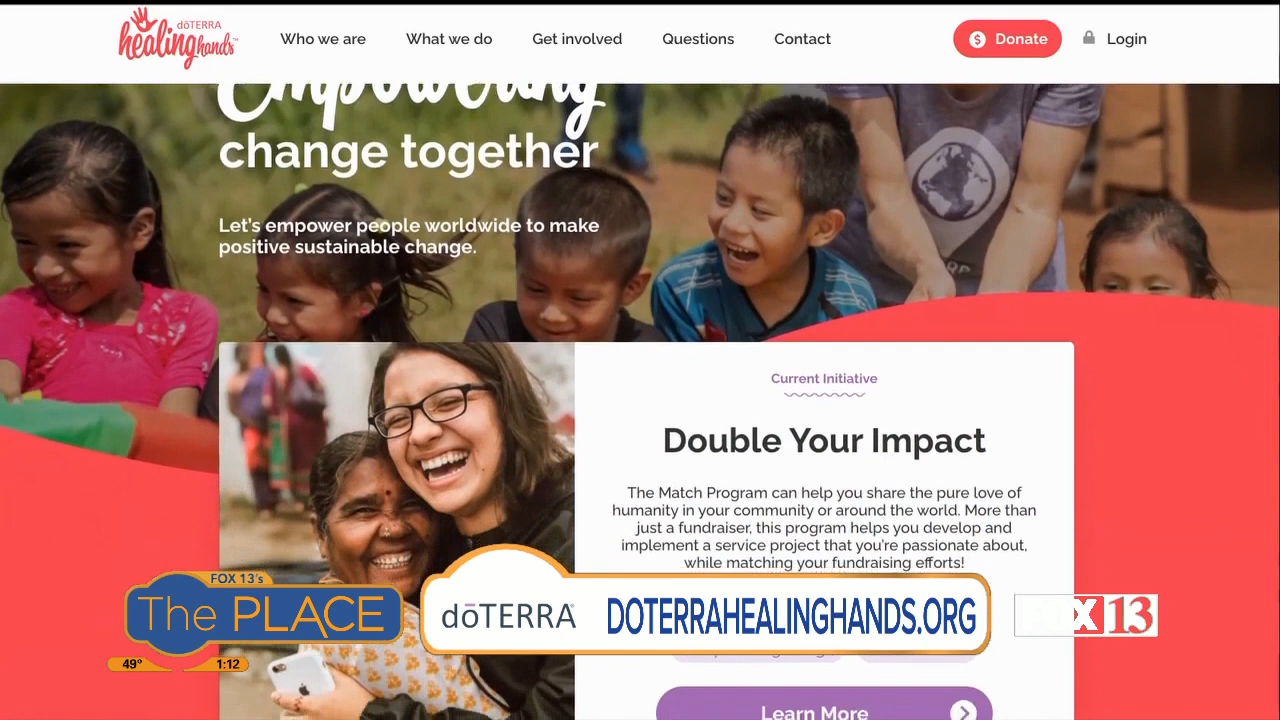 dōTERRA
healing hands™
Who we are
What we do
Get involved
Questions
Contact
Donate
Login
Empowering
change together
Let's empower people worldwide to make
positive sustainable change.
Current Initiative
Double Your Impact
The Match Program can help you share the pure love of
humanity in your community or around the world. More than
just a fundraiser, this program helps you develop and
implement a service project that you're passionate about,
while matching your fundraising efforts!
FOX 13's
The PLACE
49°
1:12
dōTERRA®
DOTERRAHEALINGHANDS.ORG
FOX 13
Learn More